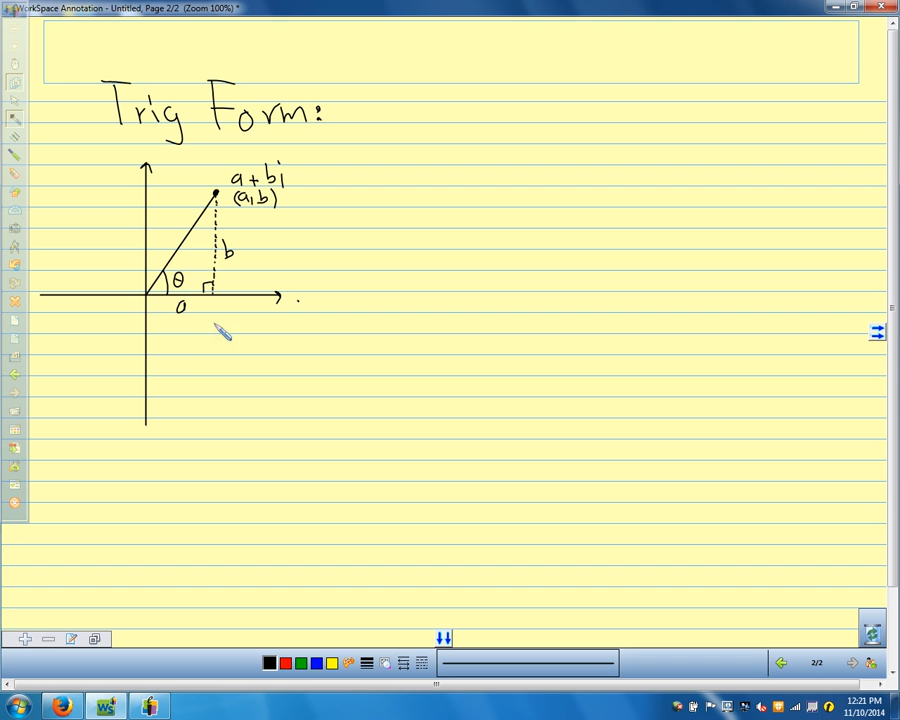 WorkSpace Annotation - Untitled, Page 2/2 (Zoom 100%) *
Trig Form:
a + bi
(a,b)
b
θ
a
2/2
12:21 PM
11/10/2014